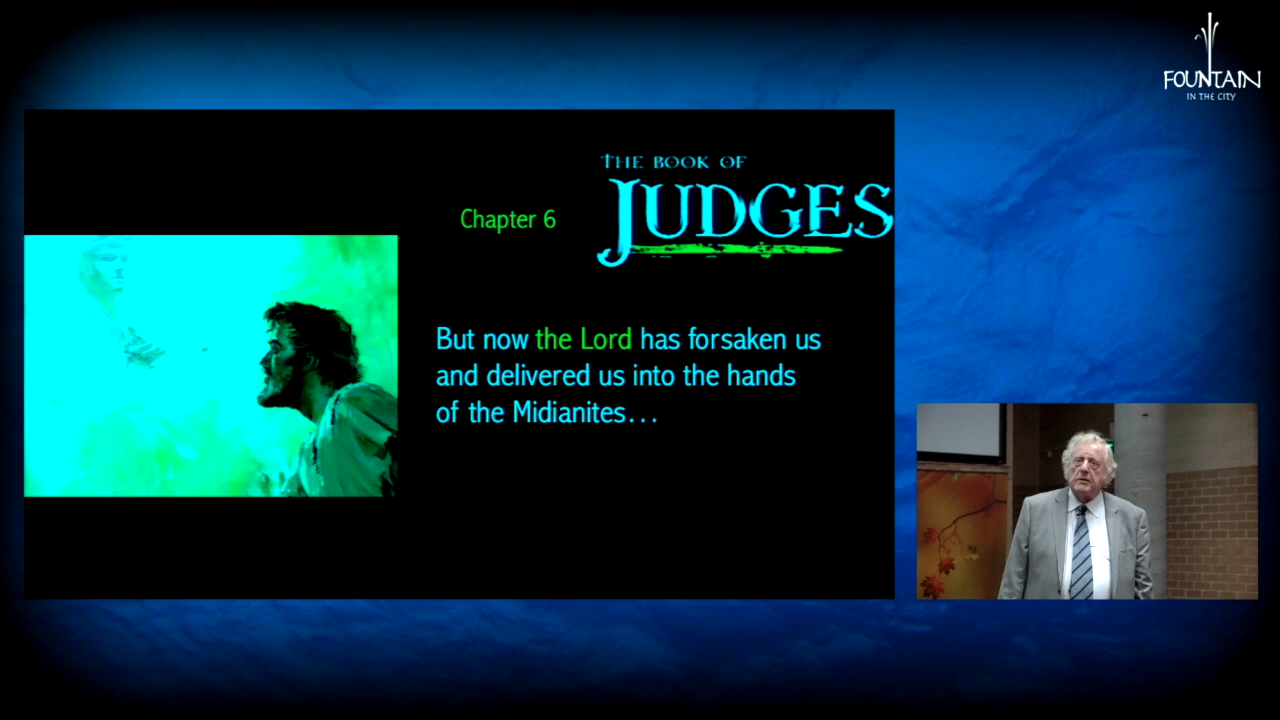 FOUNTAIN
IN THE CITY
THE BOOK OF
JUDGES
Chapter 6
But now the Lord has forsaken us
and delivered us into the hands
of the Midianites...